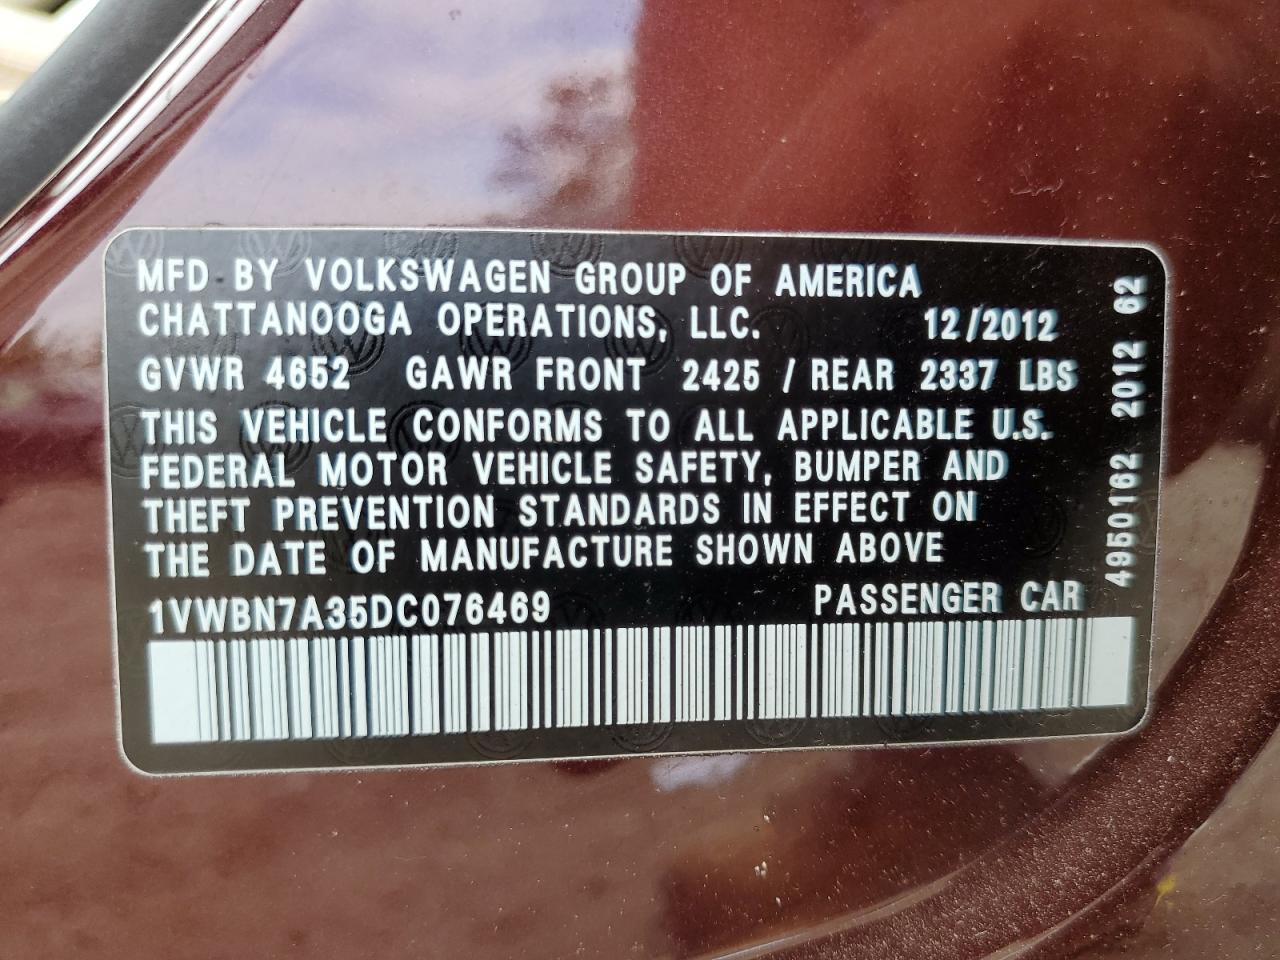 MFD BY VOLKSWAGEN GROUP OF AMERICA
CHATTANOOGA OPERATIONS, LLC. 12/2012
GVWR 4652 GAWR FRONT 2425 / REAR 2337 LBS
THIS VEHICLE CONFORMS TO ALL APPLICABLE U.S.
FEDERAL MOTOR VEHICLE SAFETY, BUMPER AND
THEFT PREVENTION STANDARDS IN EFFECT ON
THE DATE OF MANUFACTURE SHOWN ABOVE
1VWBN7A35DC076469 PASSENGER CAR
4950162 2012 62